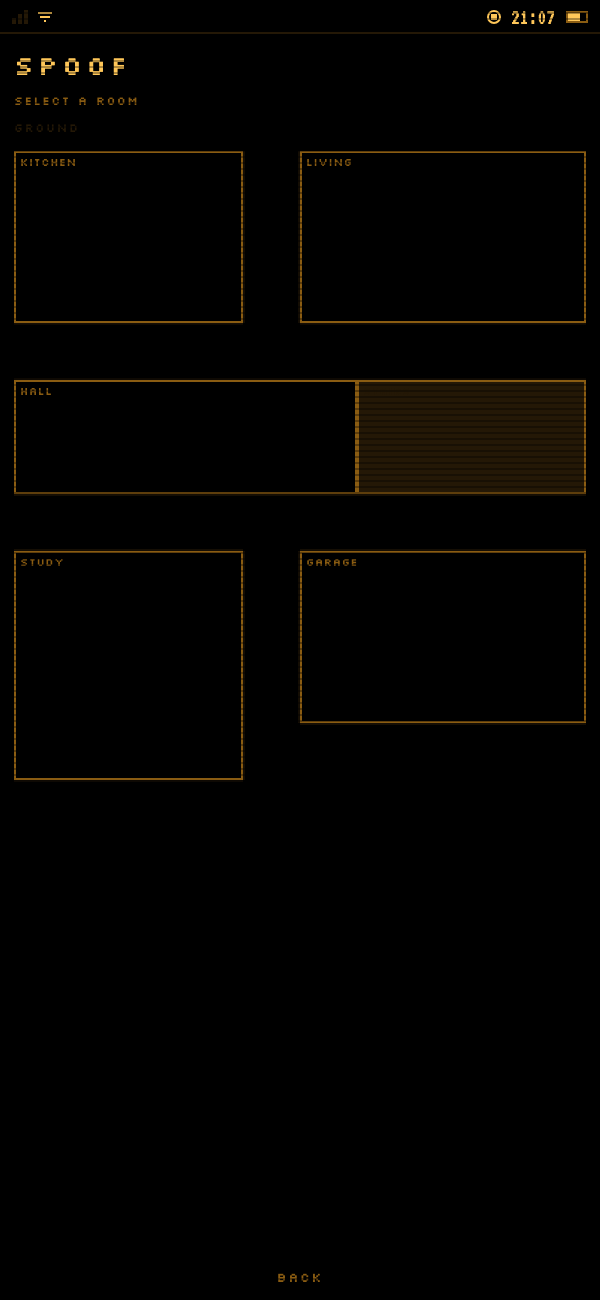 21:07
SPOOF
SELECT A ROOM
GROUND
KITCHEN
LIVING
HALL
STUDY
GARAGE
BACK